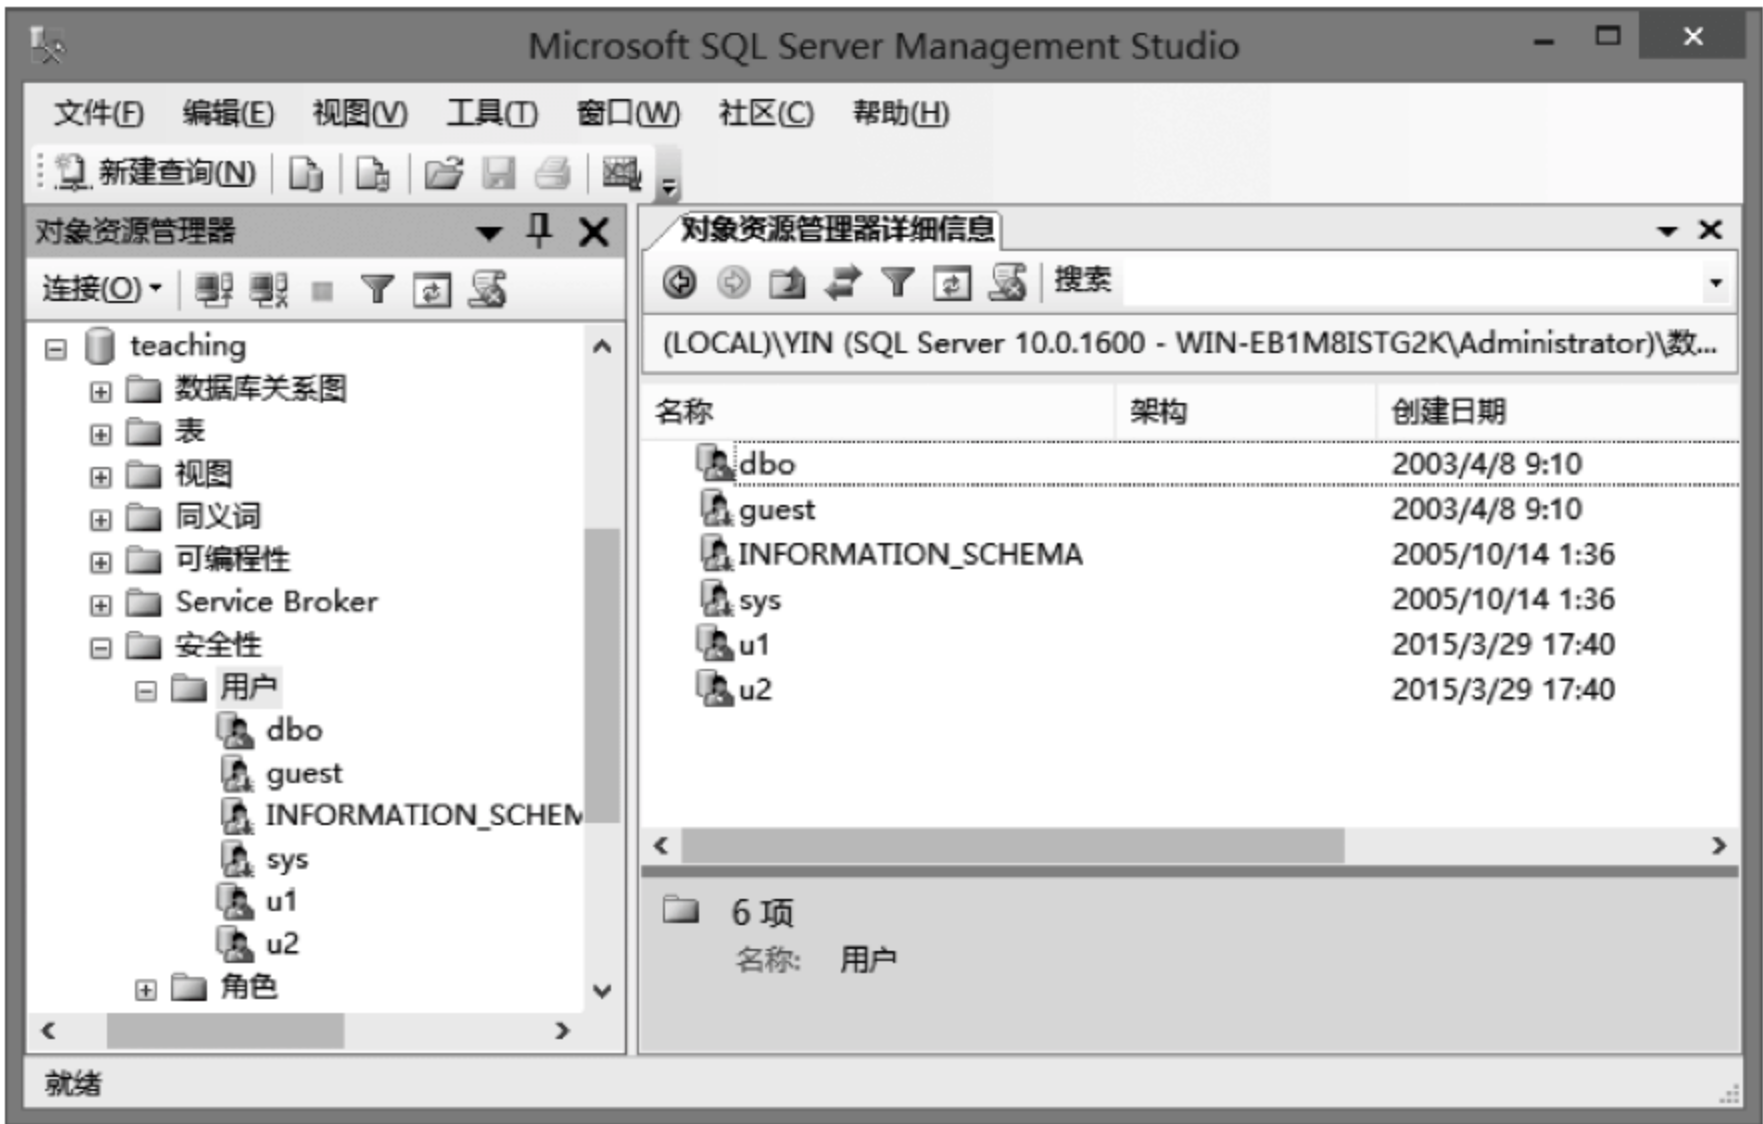 Microsoft SQL Server Management Studio
文件(F) 编辑(E) 视图(V) 工具(T) 窗口(W) 社区(C) 帮助(H)
新建查询(N)
对象资源管理器
连接(O)
teaching
数据库关系图
表
视图
同义词
可编程性
Service Broker
安全性
用户
dbo
guest
INFORMATION_SCHEM
sys
u1
u2
角色
对象资源管理器详细信息
搜索
(LOCAL)\YIN (SQL Server 10.0.1600 - WIN-EB1M8ISTG2K\Administrator)\数...
名称 架构 创建日期
dbo 2003/4/8 9:10
guest 2003/4/8 9:10
INFORMATION_SCHEMA 2005/10/14 1:36
sys 2005/10/14 1:36
u1 2015/3/29 17:40
u2 2015/3/29 17:40
6 项
名称: 用户
就绪